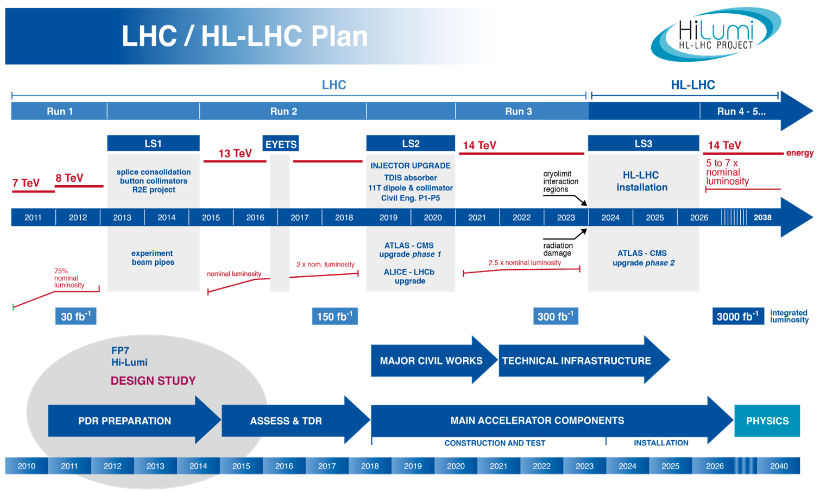 LHC / HL-LHC Plan
HiLumi
HL-LHC PROJECT
LHC
HL-LHC
Run 1
Run 2
Run 3
Run 4 - 5...
LS1
EYETS
LS2
LS3
7 TeV
8 TeV
13 TeV
14 TeV
14 TeV
energy
splice consolidation
button collimators
R2E project
INJECTOR UPGRADE
TDIS absorber
11T dipole & collimator
Civil Eng. P1-P5
cryolimit
interaction
regions
HL-LHC
installation
5 to 7 x
nominal
luminosity
2011 2012 2013 2014 2015 2016 2017 2018 2019 2020 2021 2022 2023 2024 2025 2026 2038
experiment
beam pipes
ATLAS - CMS
upgrade phase 1
ALICE - LHCb
upgrade
radiation
damage
ATLAS - CMS
upgrade phase 2
75%
nominal
luminosity
nominal luminosity
2 x nom. luminosity
2.5 x nominal luminosity
30 fb-1
150 fb-1
300 fb-1
3000 fb-1
integrated
luminosity
FP7
Hi-Lumi
DESIGN STUDY
MAJOR CIVIL WORKS
TECHNICAL INFRASTRUCTURE
PDR PREPARATION
ASSESS & TDR
MAIN ACCELERATOR COMPONENTS
PHYSICS
CONSTRUCTION AND TEST
INSTALLATION
2010 2011 2012 2013 2014 2015 2016 2017 2018 2019 2020 2021 2022 2023 2024 2025 2026 2040